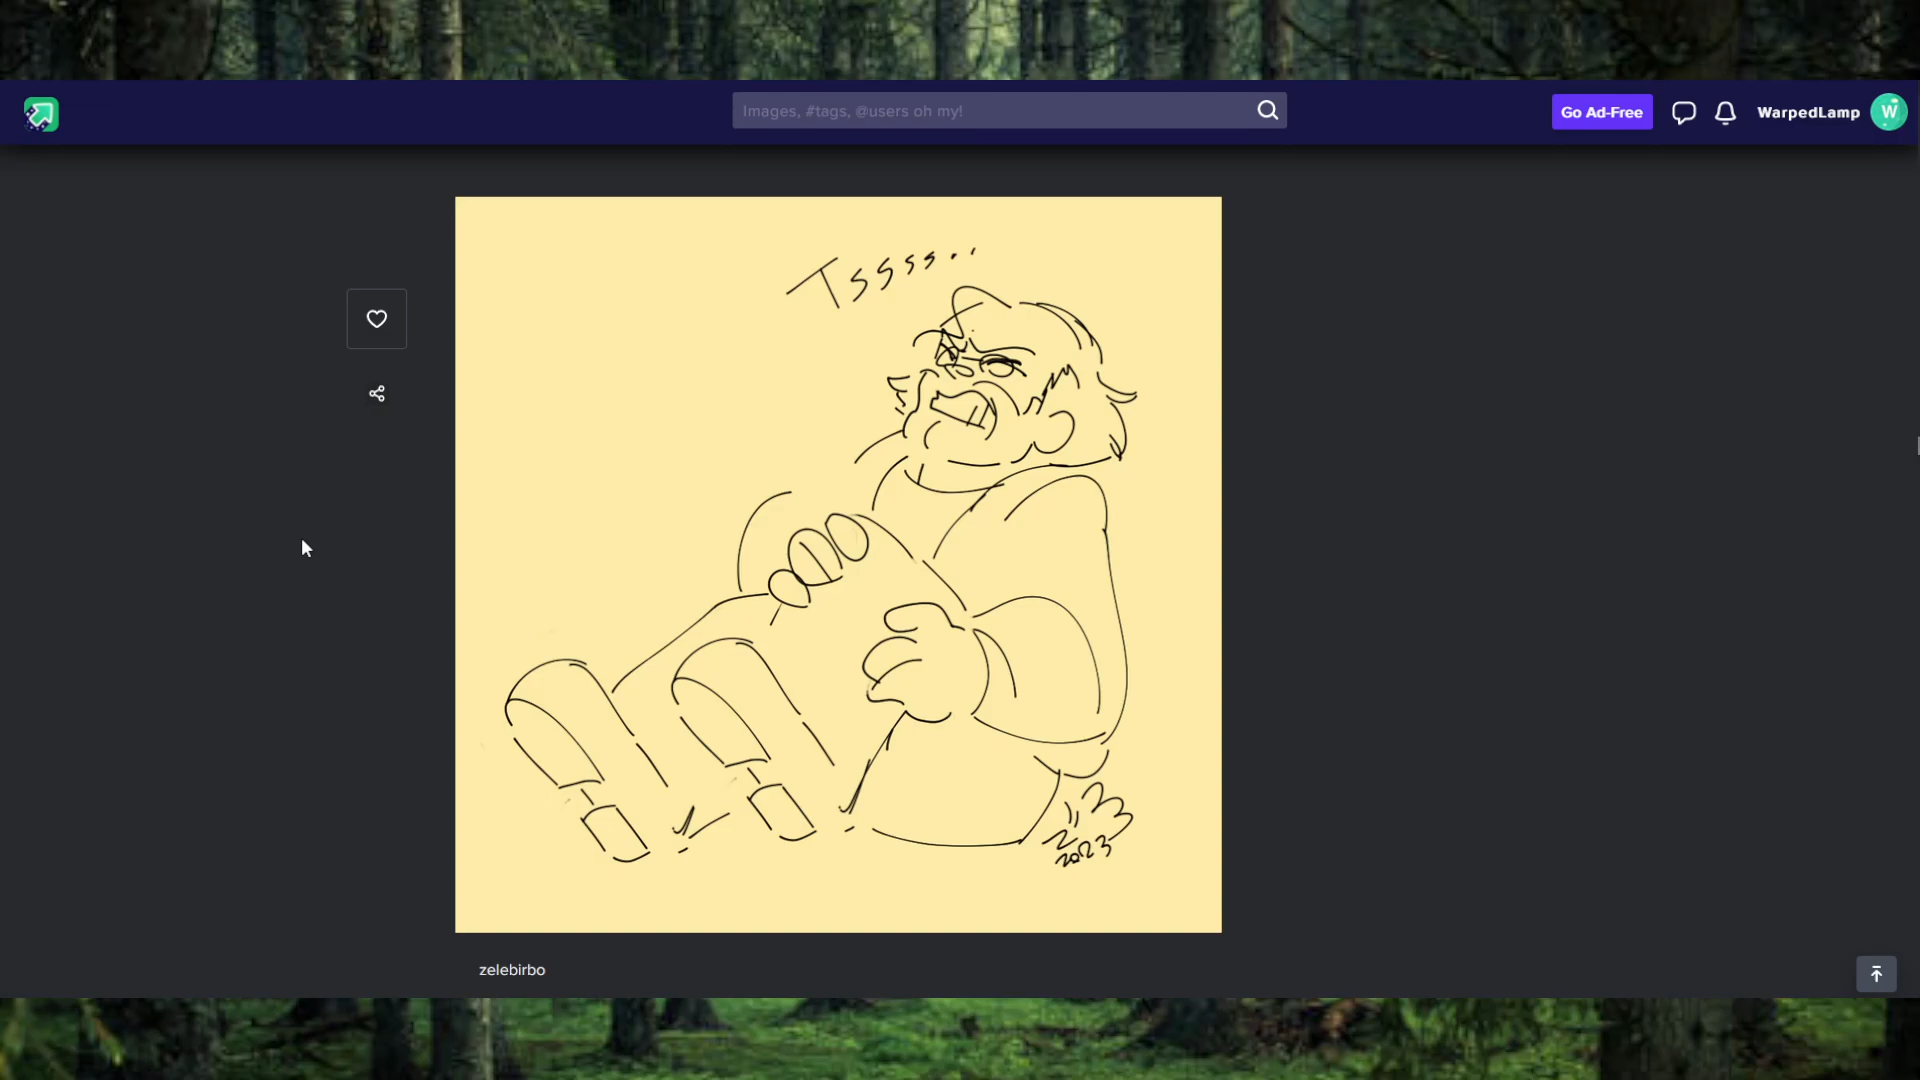 Images, #tags, @users oh my!
Go Ad-Free
WarpedLamp
W
Tssss..
2023
zelebirbo